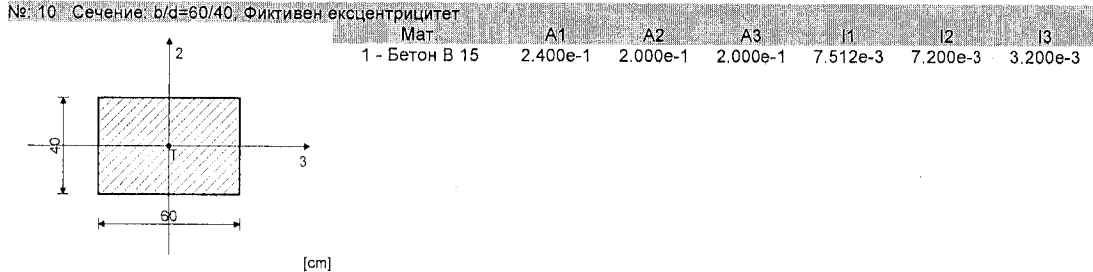 №: 10 Сечение: b/d=60/40, Фиктивен ексцентрицитет
Мат. A1 A2 A3 I1 I2 I3
1 - Бетон B 15 2.400e-1 2.000e-1 2.000e-1 7.512e-3 7.200e-3 3.200e-3
2
40
T
3
60
[cm]